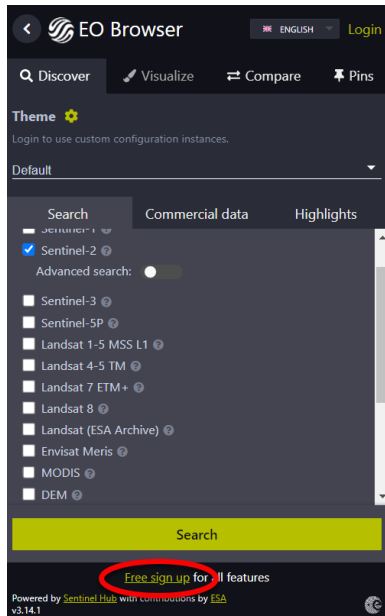 EO Browser ENGLISH Login
Discover Visualize Compare Pins
Theme
Login to use custom configuration instances.
Default
Search Commercial data Highlights
Sentinel-1
Sentinel-2
Advanced search:
Sentinel-3
Sentinel-5P
Landsat 1-5 MSS L1
Landsat 4-5 TM
Landsat 7 ETM+
Landsat 8
Landsat (ESA Archive)
Envisat Meris
MODIS
DEM
Search
Free sign up for all features
Powered by Sentinel Hub with contributions by ESA
v3.14.1